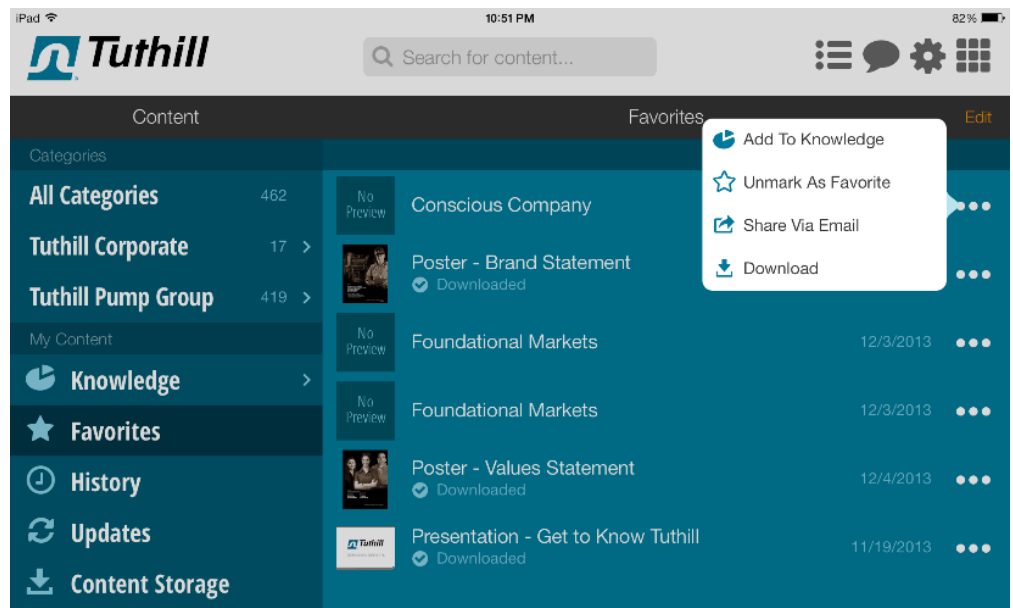 iPad 10:51 PM 82%
Tuthill
Search for content...
Content
Favorites
Edit
Categories
All Categories 462
Tuthill Corporate 17
Tuthill Pump Group 419
My Content
Knowledge
Favorites
History
Updates
Content Storage
Add To Knowledge
Unmark As Favorite
Share Via Email
Download
No
Preview
Conscious Company
Poster - Brand Statement
Downloaded
No
Preview
Foundational Markets 12/3/2013
No
Preview
Foundational Markets 12/3/2013
Poster - Values Statement
Downloaded
12/4/2013
Tuthill
Presentation - Get to Know Tuthill
Downloaded
11/19/2013